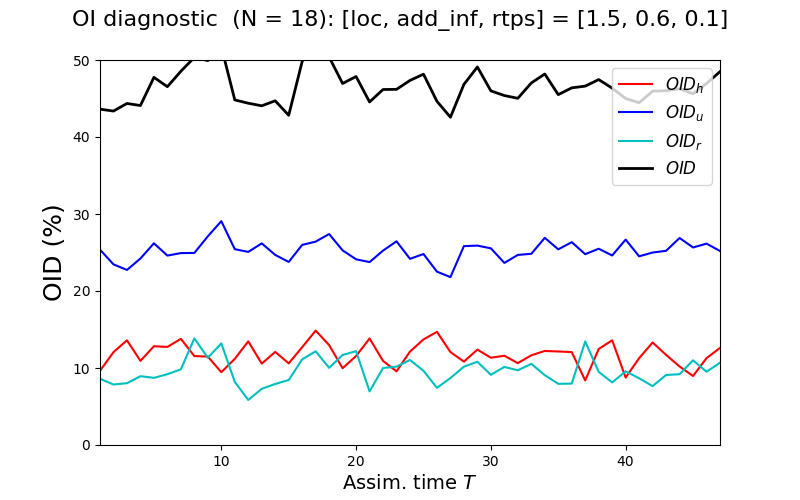 OI diagnostic (N = 18): [loc, add_inf, rtps] = [1.5, 0.6, 0.1]
OID (%)
50
40
30
20
10
0
OID_h
OID_u
OID_r
OID
10 20 30 40
Assim. time T